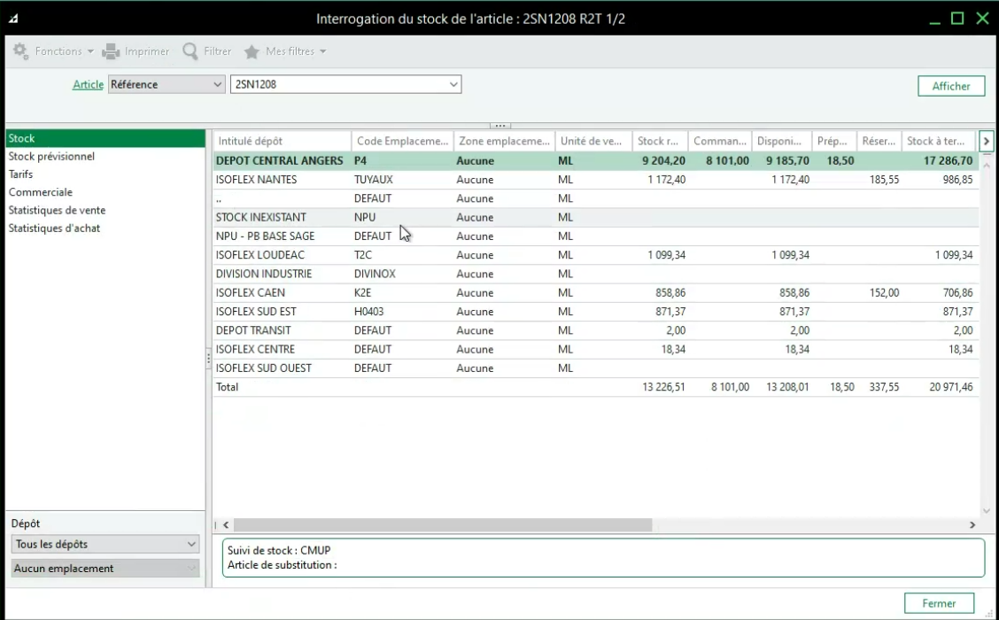 Interrogation du stock de l'article : 2SN1208 R2T 1/2
Fonctions Imprimer Filtrer Mes filtres
Article Référence 2SN1208 Afficher
Stock
Stock prévisionnel
Tarifs
Commerciale
Statistiques de vente
Statistiques d'achat
Intitulé dépôt Code Emplaceme... Zone emplaceme... Unité de ve... Stock r... Comman... Disponi... Prép... Réser... Stock à ter...
DEPOT CENTRAL ANGERS P4 Aucune ML 9 204,20 8 101,00 9 185,70 18,50 17 286,70
ISOFLEX NANTES TUYAUX Aucune ML 1 172,40 1 172,40 185,55 986,85
.. DEFAUT Aucune ML
STOCK INEXISTANT NPU Aucune ML
NPU - PB BASE SAGE DEFAUT Aucune ML
ISOFLEX LOUDEAC T2C Aucune ML 1 099,34 1 099,34 1 099,34
DIVISION INDUSTRIE DIVINOX Aucune ML
ISOFLEX CAEN K2E Aucune ML 858,86 858,86 152,00 706,86
ISOFLEX SUD EST H0403 Aucune ML 871,37 871,37 871,37
DEPOT TRANSIT DEFAUT Aucune ML 2,00 2,00 2,00
ISOFLEX CENTRE DEFAUT Aucune ML 18,34 18,34 18,34
ISOFLEX SUD OUEST DEFAUT Aucune ML
Total 13 226,51 8 101,00 13 208,01 18,50 337,55 20 971,46
Dépôt
Tous les dépôts
Aucun emplacement
Suivi de stock : CMUP
Article de substitution :
Fermer